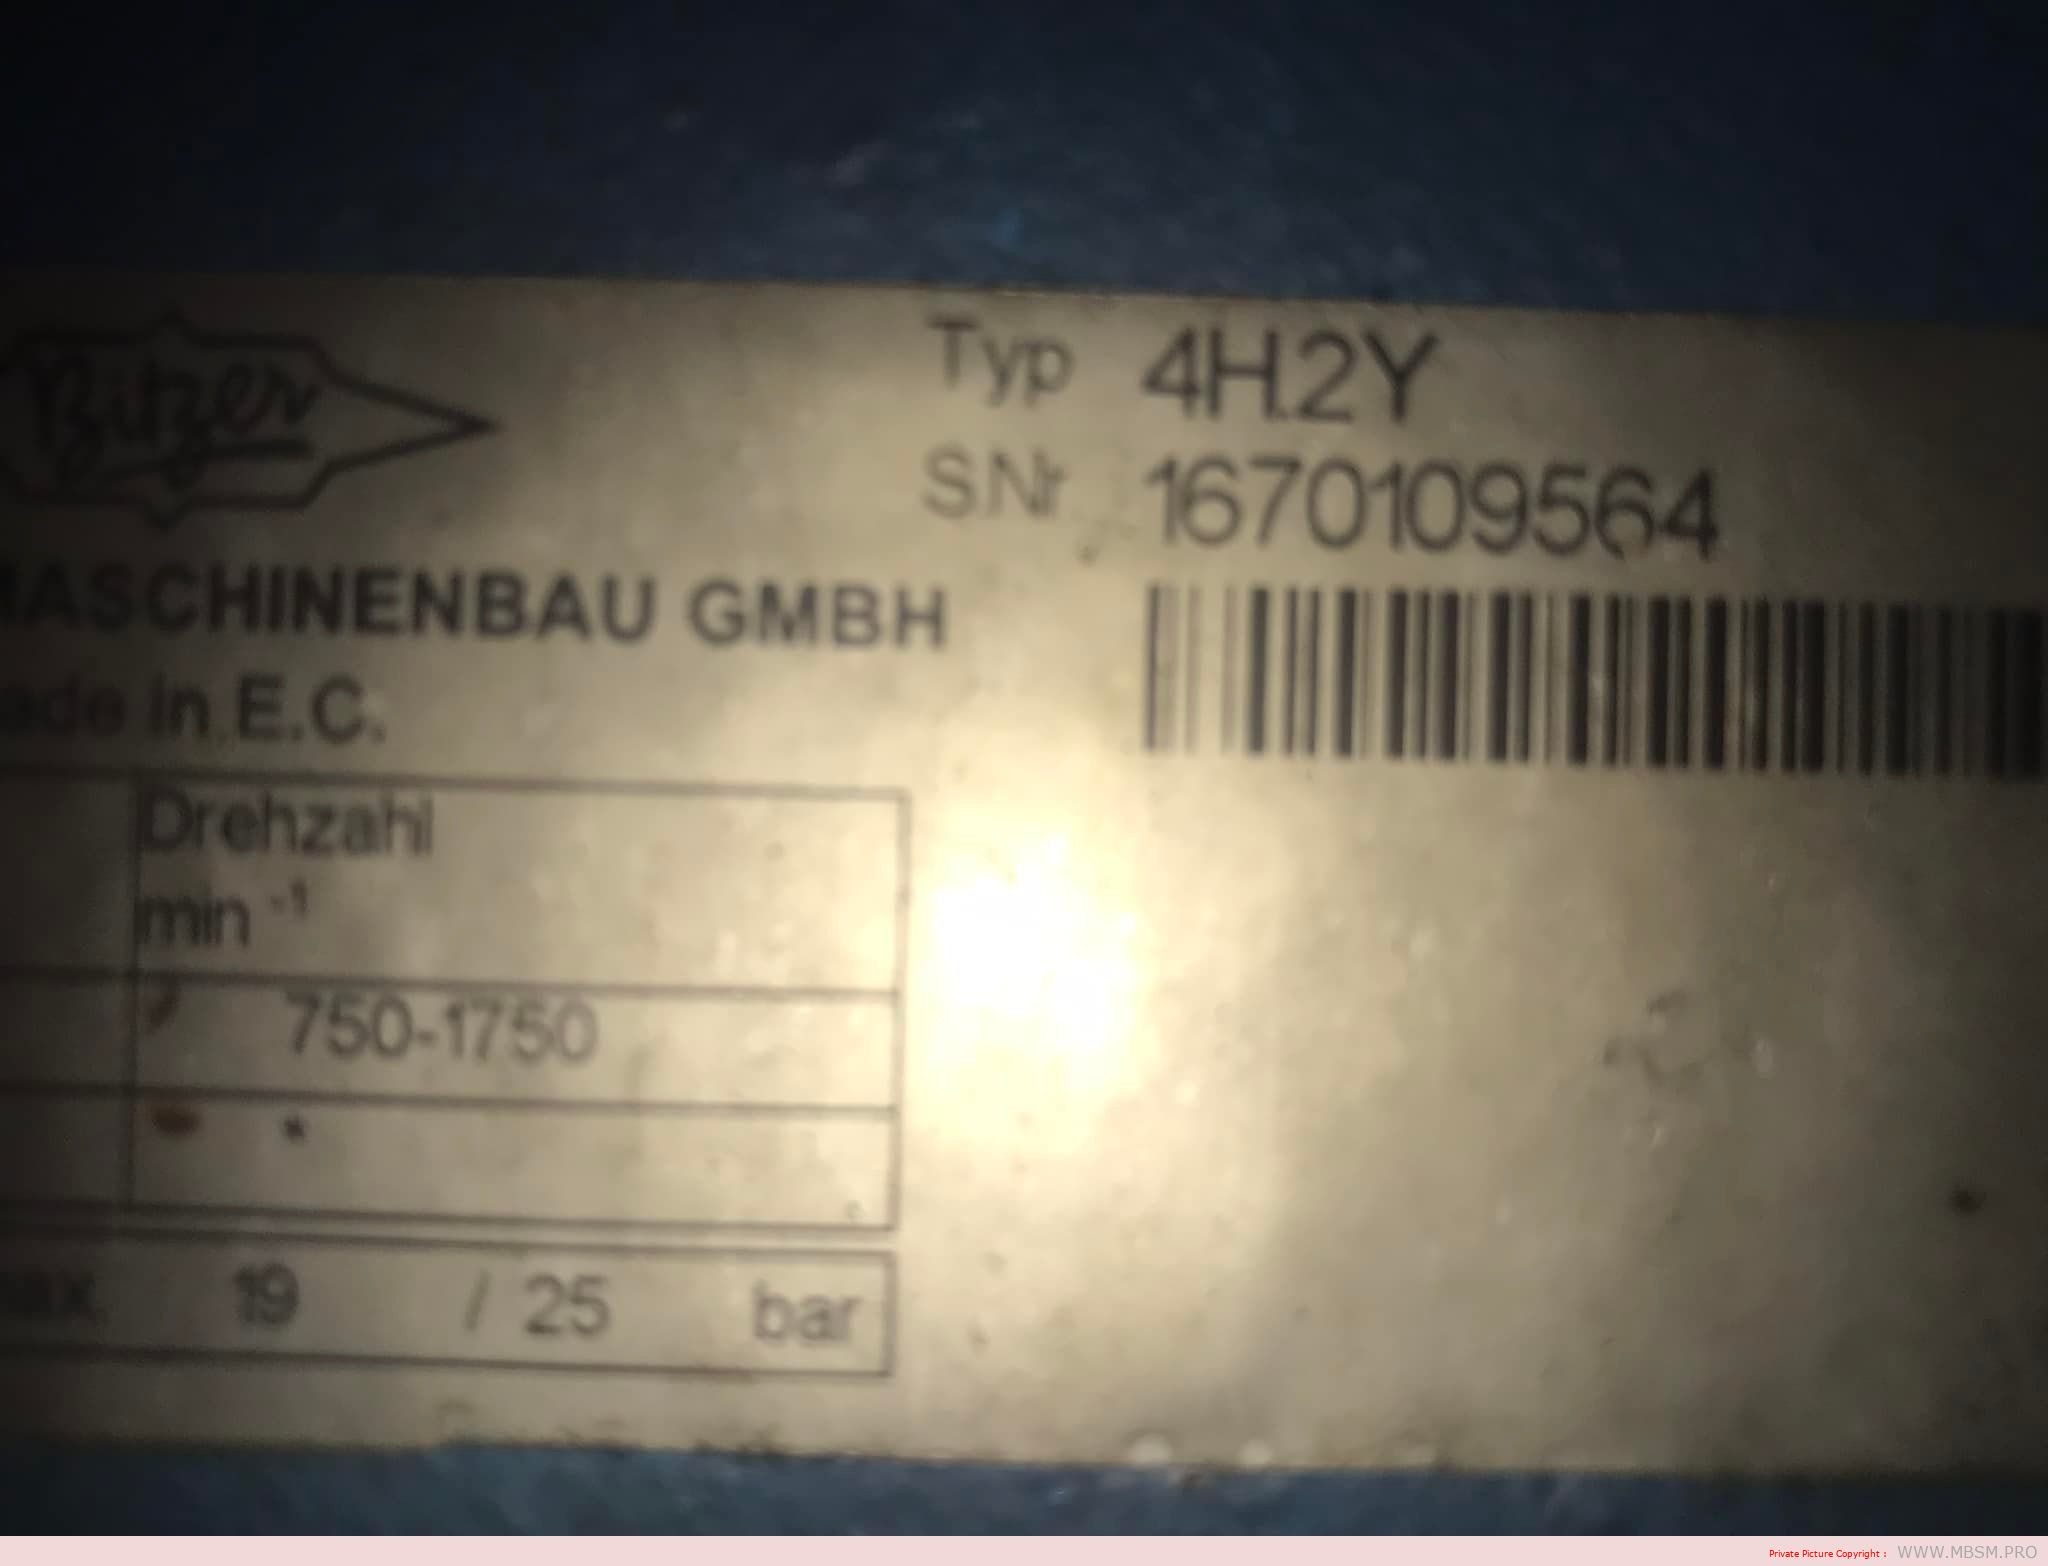 Bitzer
Typ 4H.2Y
S.Nr 1670109564
MASCHINENBAU GMBH
ade in E.C.
Drehzahl
min -1
750-1750
*
max. 19 / 25 bar
Private Picture Copyright : WWW.MBSM.PRO